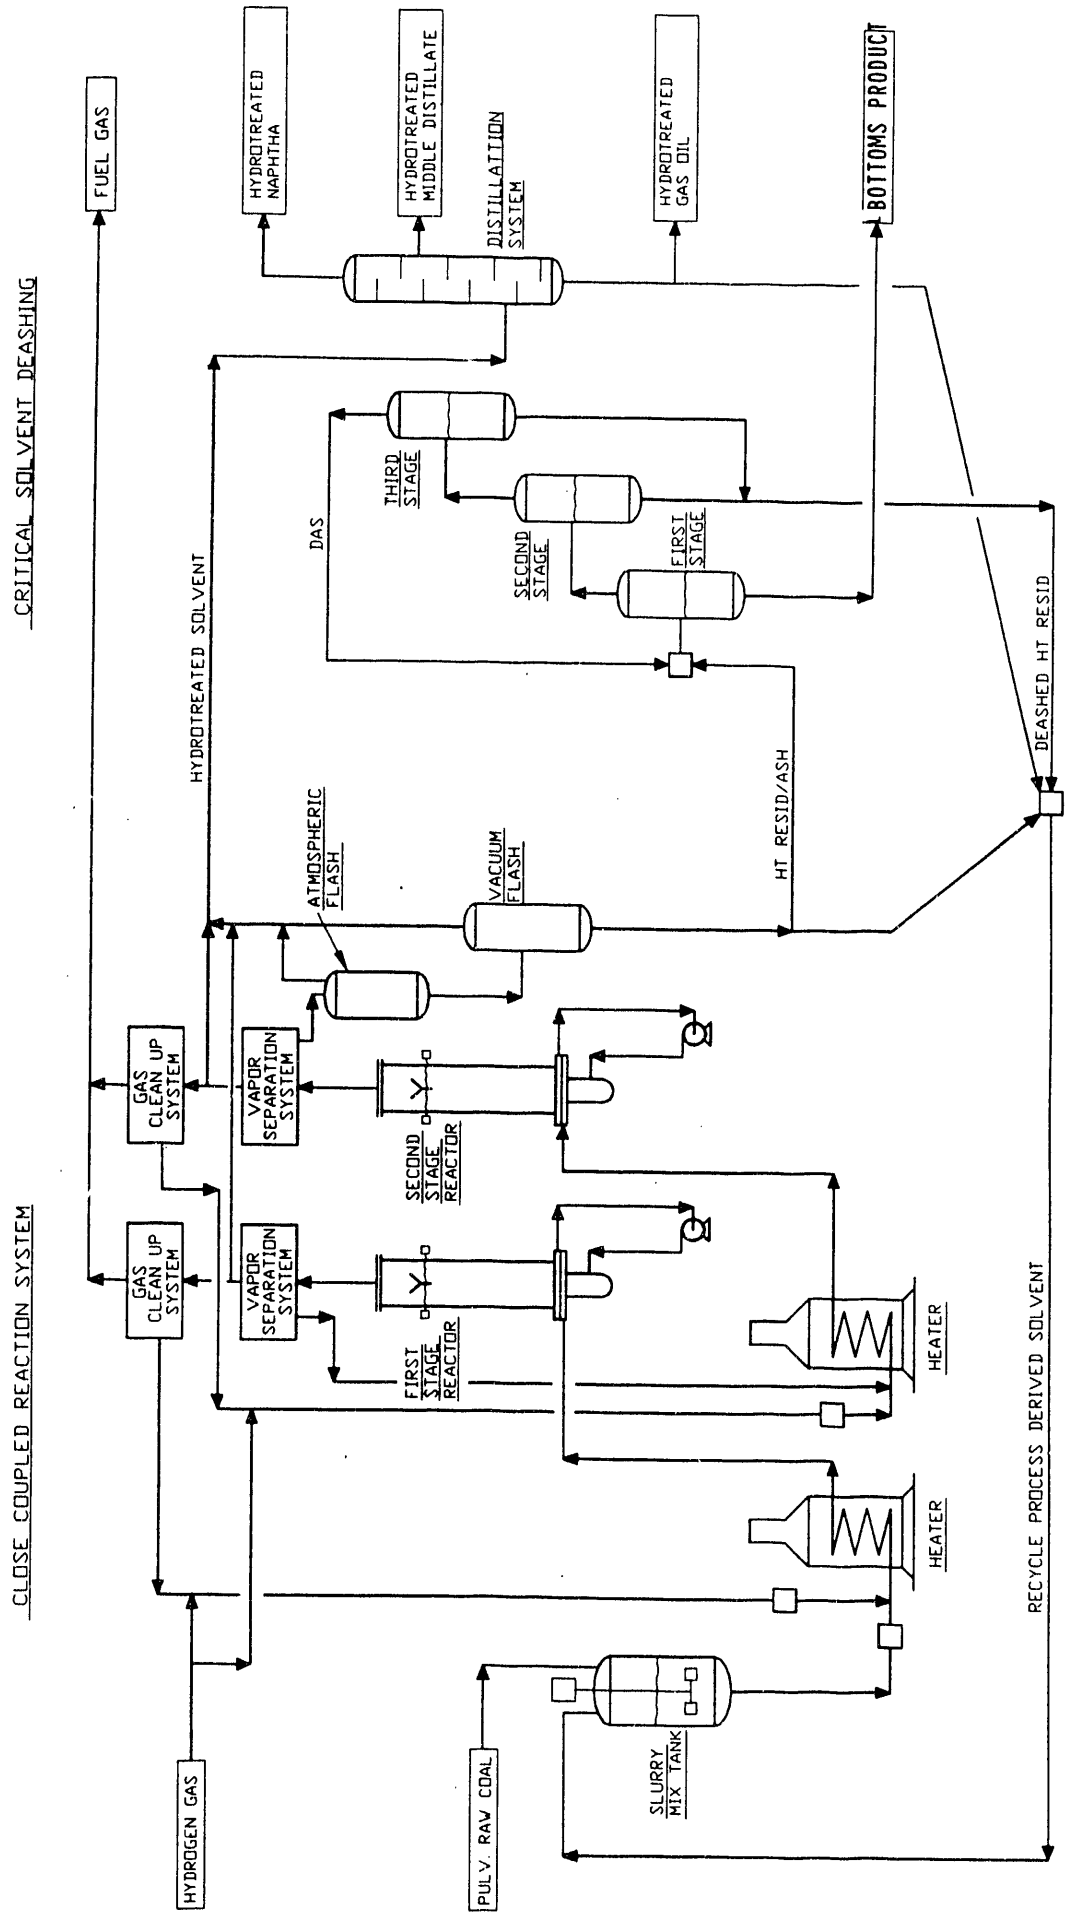 CLOSE COUPLED REACTION SYSTEM
CRITICAL SOLVENT DEASHING
FUEL GAS
HYDROGEN GAS
GAS
CLEAN UP
SYSTEM
GAS
CLEAN UP
SYSTEM
HYDROTREATED SOLVENT
HYDROTREATED
NAPHTHA
VAPOR
SEPARATION
SYSTEM
VAPOR
SEPARATION
SYSTEM
ATMOSPHERIC
FLASH
DAS
HYDROTREATED
MIDDLE DISTILLATE
FIRST
STAGE
REACTOR
SECOND
STAGE
REACTOR
THIRD
STAGE
DISTILLATTION
SYSTEM
PULV. RAW COAL
VACUUM
FLASH
SECOND
STAGE
SLURRY
MIX TANK
FIRST
STAGE
HYDROTREATED
GAS OIL
HT RESID/ASH
BOTTOMS PRODUCT
HEATER
HEATER
RECYCLE PROCESS DERIVED SOLVENT
DEASHED HT RESID